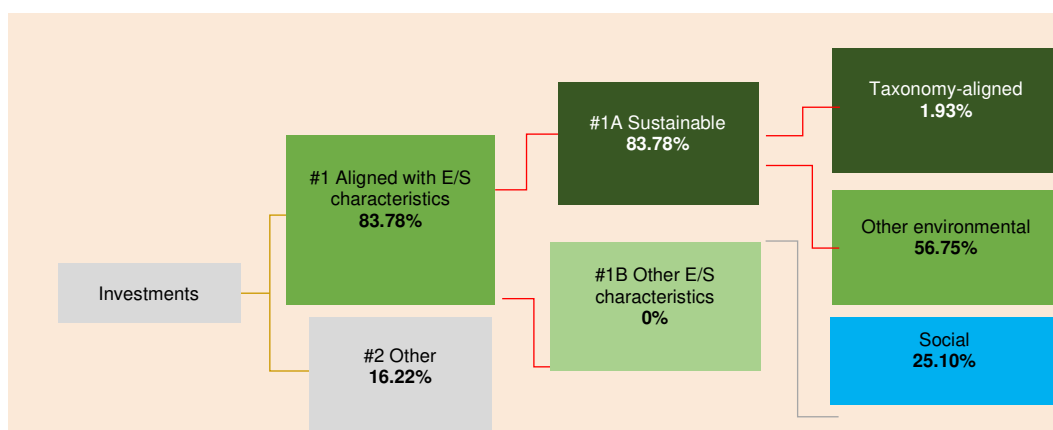 Investments
#1 Aligned with E/S
characteristics
83.78%
#2 Other
16.22%
#1A Sustainable
83.78%
#1B Other E/S
characteristics
0%
Taxonomy-aligned
1.93%
Other environmental
56.75%
Social
25.10%